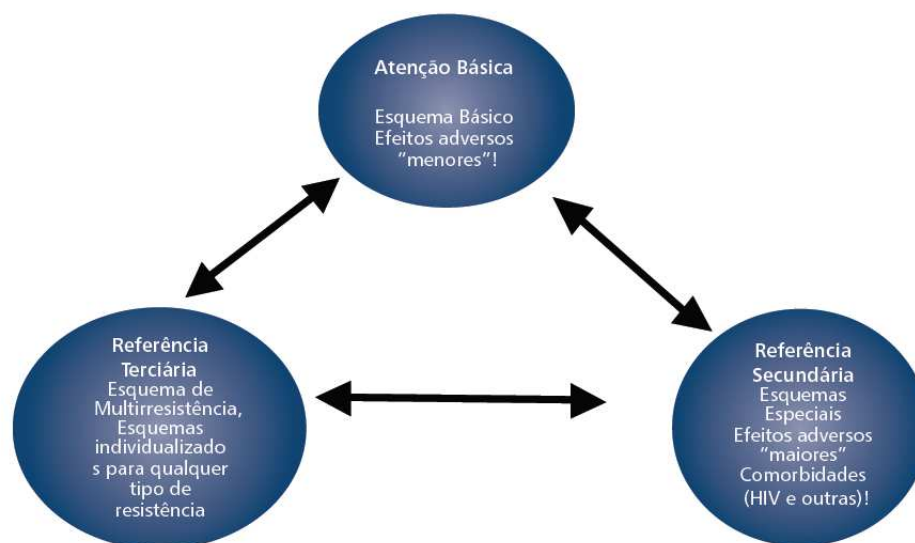 Atenção Básica
Esquema Básico
Efeitos adversos
"menores"!
Referência
Terciária
Esquema de
Multirresistência,
Esquemas
individualizado
s para qualquer
tipo de
resistência
Referência
Secundária
Esquemas
Especiais
Efeitos adversos
"maiores"
Comorbidades
(HIV e outras)!